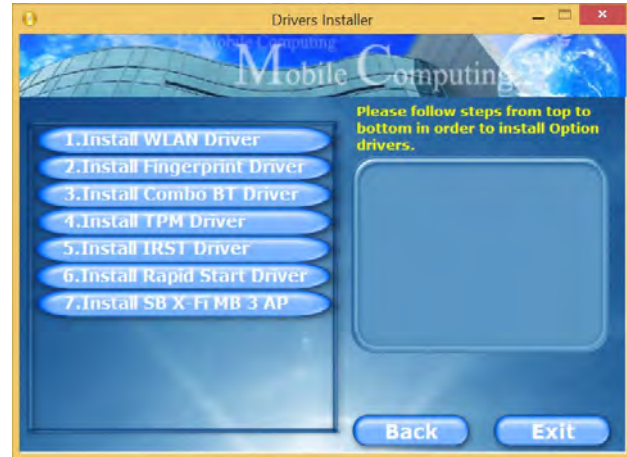 Drivers Installer
Mobile Computing
Mobile Computing
Please follow steps from top to
bottom in order to install Option
drivers.
1.Install WLAN Driver
2.Install Fingerprint Driver
3.Install Combo BT Driver
4.Install TPM Driver
5.Install IRST Driver
6.Install Rapid Start Driver
7.Install SB X-Fi MB 3 AP
Back
Exit